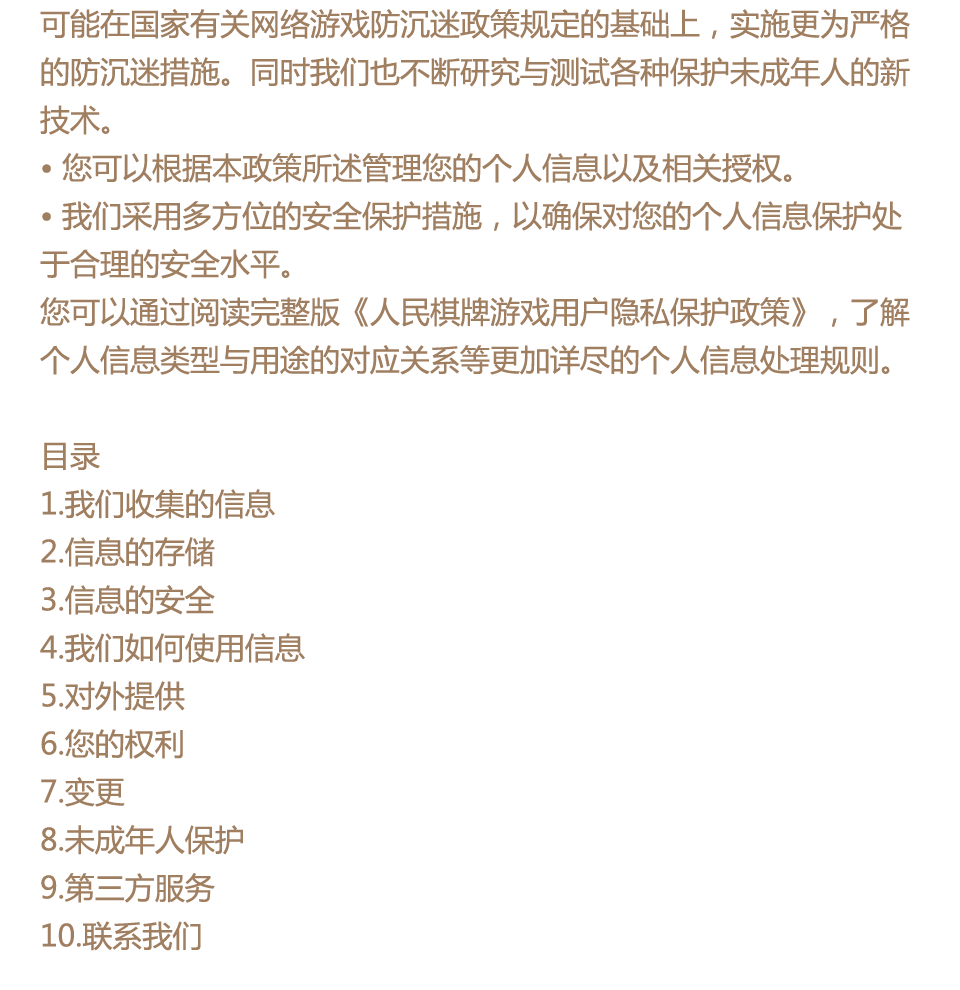 可能在国家有关网络游戏防沉迷政策规定的基础上，实施更为严格
的防沉迷措施。同时我们也不断研究与测试各种保护未成年人的新
技术。
• 您可以根据本政策所述管理您的个人信息以及相关授权。
• 我们采用多方位的安全保护措施，以确保对您的个人信息保护处
于合理的安全水平。
您可以通过阅读完整版《人民棋牌游戏用户隐私保护政策》，了解
个人信息类型与用途的对应关系等更加详尽的个人信息处理规则。
目录
1.我们收集的信息
2.信息的存储
3.信息的安全
4.我们如何使用信息
5.对外提供
6.您的权利
7.变更
8.未成年人保护
9.第三方服务
10.联系我们